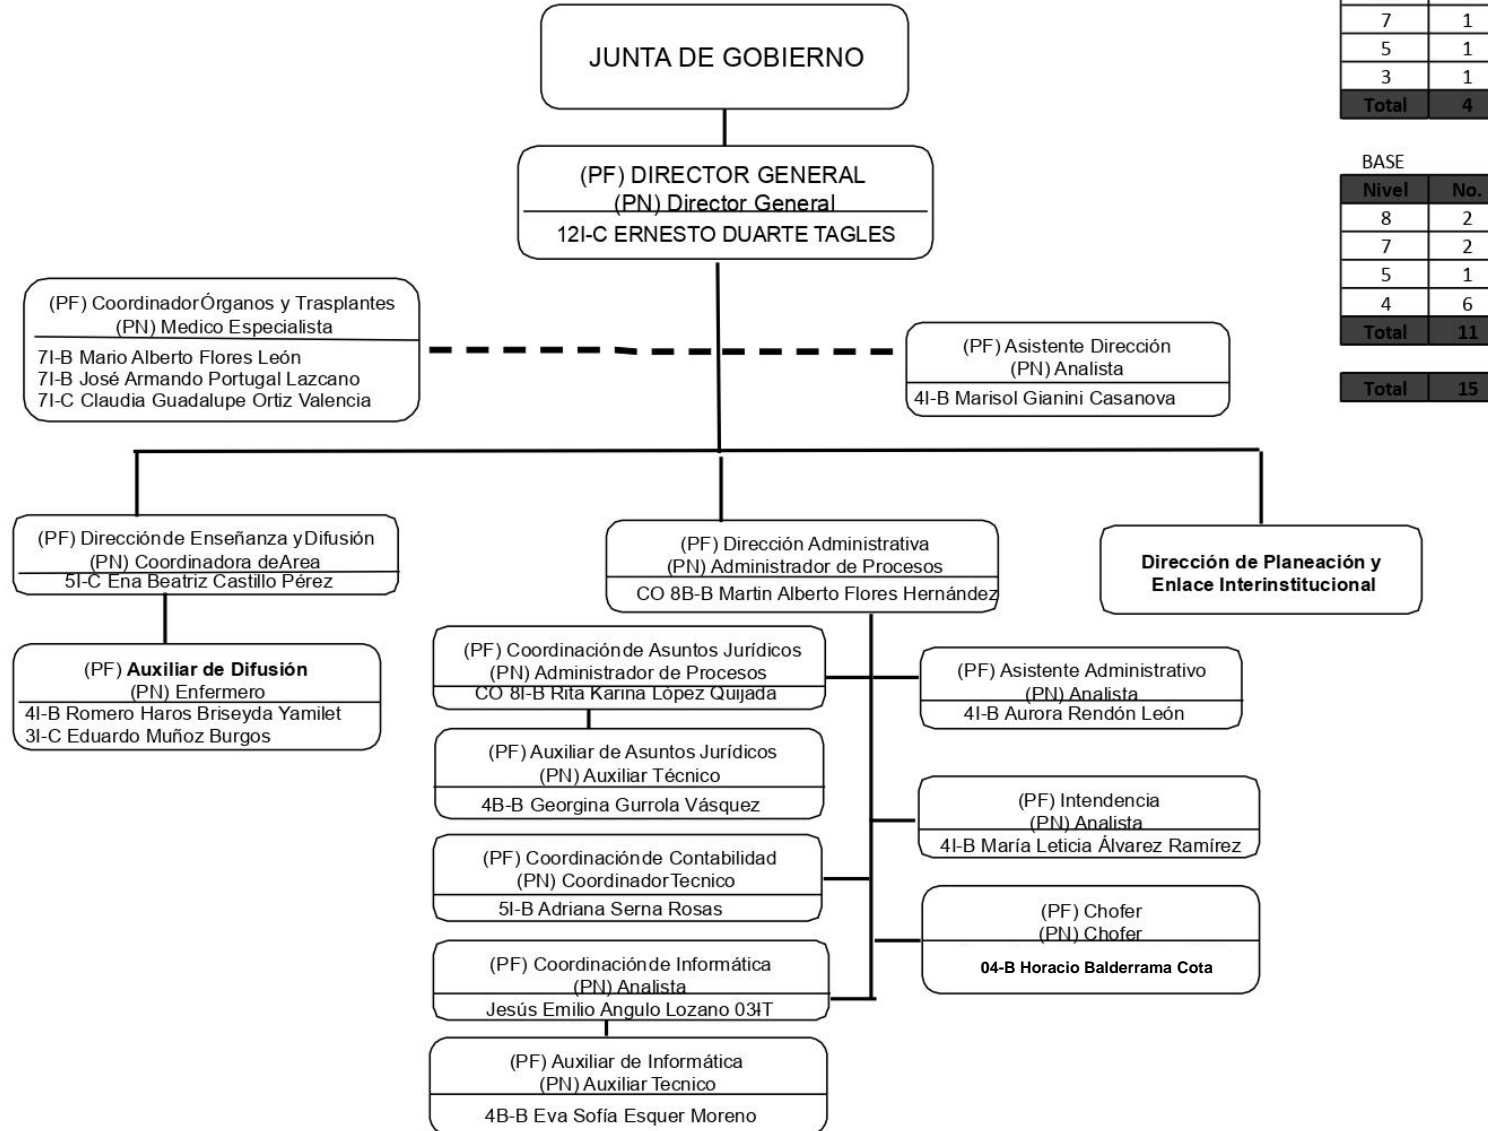 JUNTA DE GOBIERNO
(PF) DIRECTOR GENERAL
(PN) Director General
12I-C ERNESTO DUARTE TAGLES
(PF) Coordinador Órganos y Trasplantes
(PN) Medico Especialista
7I-B Mario Alberto Flores León
7I-B José Armando Portugal Lazcano
7I-C Claudia Guadalupe Ortiz Valencia
(PF) Asistente Dirección
(PN) Analista
4I-B Marisol Gianini Casanova
(PF) Dirección de Enseñanza y Difusión
(PN) Coordinadora de Area
5I-C Ena Beatriz Castillo Pérez
(PF) Auxiliar de Difusión
(PN) Enfermero
4I-B Romero Haros Briseyda Yamilet
3I-C Eduardo Muñoz Burgos
(PF) Dirección Administrativa
(PN) Administrador de Procesos
CO 8B-B Martin Alberto Flores Hernández
Dirección de Planeación y
Enlace Interinstitucional
(PF) Coordinación de Asuntos Jurídicos
(PN) Administrador de Procesos
CO 8I-B Rita Karina López Quijada
(PF) Auxiliar de Asuntos Jurídicos
(PN) Auxiliar Técnico
4B-B Georgina Gurrola Vásquez
(PF) Coordinación de Contabilidad
(PN) Coordinador Tecnico
5I-B Adriana Serna Rosas
(PF) Coordinación de Informática
(PN) Analista
Jesús Emilio Angulo Lozano 03I-T
(PF) Auxiliar de Informática
(PN) Auxiliar Tecnico
4B-B Eva Sofía Esquer Moreno
(PF) Asistente Administrativo
(PN) Analista
4I-B Aurora Rendón León
(PF) Intendencia
(PN) Analista
4I-B María Leticia Álvarez Ramírez
(PF) Chofer
(PN) Chofer
04-B Horacio Balderrama Cota
7 1
5 1
3 1
Total 4
BASE
Nivel No.
8 2
7 2
5 1
4 6
Total 11
Total 15